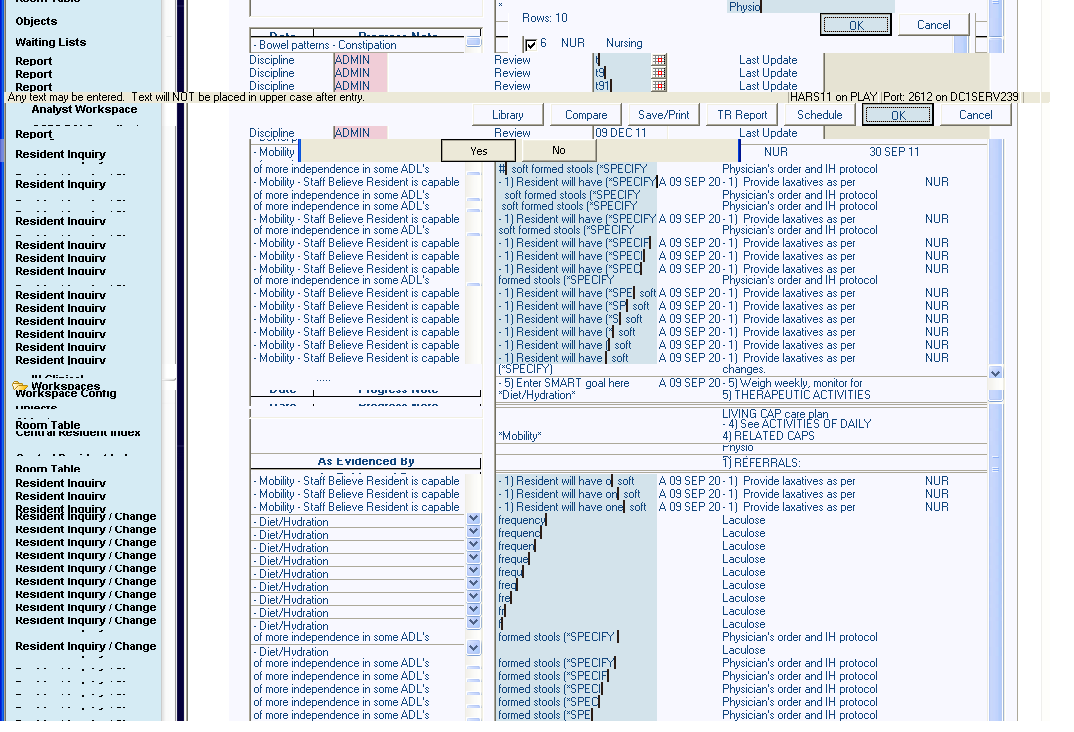 Room Table
Physio
Objects
Rows: 10
OK
Cancel
Waiting Lists
Date Progress Note
- Bowel patterns - Constipation
6 NUR Nursing
Report
Discipline ADMIN Review t Last Update
Report
Discipline ADMIN Review t9 Last Update
Report
Discipline ADMIN Review t91 Last Update
Any text may be entered. Text will NOT be placed in upper case after entry.
HARS11 on PLAY Port: 2612 on DC1SERV239
Analyst Workspace
Library Compare Save/Print TR Report Schedule OK Cancel
Report
Discipline ADMIN Review 09 DEC 11 Last Update
Resident Inquiry
- Mobility
Yes
No
NUR 30 SEP 11
of more independence in some ADL's # soft formed stools (*SPECIFY Physician's order and IH protocol
Resident Inquiry
- Mobility - Staff Believe Resident is capable - 1) Resident will have (*SPECIFY A 09 SEP 20 - 1) Provide laxatives as per NUR
of more independence in some ADL's soft formed stools (*SPECIFY Physician's order and IH protocol
of more independence in some ADL's soft formed stools (*SPECIFY Physician's order and IH protocol
Resident Inquiry
- Mobility - Staff Believe Resident is capable - 1) Resident will have (*SPECIFY A 09 SEP 20 - 1) Provide laxatives as per NUR
of more independence in some ADL's soft formed stools (*SPECIFY Physician's order and IH protocol
Resident Inquiry
- Mobility - Staff Believe Resident is capable - 1) Resident will have (*SPECIF A 09 SEP 20 - 1) Provide laxatives as per NUR
Resident Inquiry
- Mobility - Staff Believe Resident is capable - 1) Resident will have (*SPECI A 09 SEP 20 - 1) Provide laxatives as per NUR
Resident Inquiry
- Mobility - Staff Believe Resident is capable - 1) Resident will have (*SPEC A 09 SEP 20 - 1) Provide laxatives as per NUR
of more independence in some ADL's formed stools (*SPECIFY Physician's order and IH protocol
Resident Inquiry
- Mobility - Staff Believe Resident is capable - 1) Resident will have (*SPE soft A 09 SEP 20 - 1) Provide laxatives as per NUR
Resident Inquiry
- Mobility - Staff Believe Resident is capable - 1) Resident will have (*SP soft A 09 SEP 20 - 1) Provide laxatives as per NUR
Resident Inquiry
- Mobility - Staff Believe Resident is capable - 1) Resident will have (*S soft A 09 SEP 20 - 1) Provide laxatives as per NUR
Resident Inquiry
- Mobility - Staff Believe Resident is capable - 1) Resident will have (* soft A 09 SEP 20 - 1) Provide laxatives as per NUR
Resident Inquiry
- Mobility - Staff Believe Resident is capable - 1) Resident will have ( soft A 09 SEP 20 - 1) Provide laxatives as per NUR
Resident Inquiry
- Mobility - Staff Believe Resident is capable - 1) Resident will have soft A 09 SEP 20 - 1) Provide laxatives as per NUR
(*SPECIFY) changes.
Workspaces
- 5) Enter SMART goal here A 09 SEP 20 - 5) Weigh weekly, monitor for
Workspace Config
Date Progress Note
*Diet/Hydration* 5) THERAPEUTIC ACTIVITIES
Objects
Date Progress Note
LIVING CAP care plan
Room Table
- 4) See ACTIVITIES OF DAILY
Central Resident Index
*Mobility* 4) RELATED CAPS
Physio
As Evidenced By
1) REFERRALS:
Room Table
Resident Inquiry
- Mobility - Staff Believe Resident is capable - 1) Resident will have o soft A 09 SEP 20 - 1) Provide laxatives as per NUR
Resident Inquiry
- Mobility - Staff Believe Resident is capable - 1) Resident will have on soft A 09 SEP 20 - 1) Provide laxatives as per NUR
Resident Inquiry
- Mobility - Staff Believe Resident is capable - 1) Resident will have one soft A 09 SEP 20 - 1) Provide laxatives as per NUR
Resident Inquiry / Change
- Diet/Hydration frequency Laculose
Resident Inquiry / Change
- Diet/Hydration frequenc Laculose
Resident Inquiry / Change
- Diet/Hydration frequen Laculose
Resident Inquiry / Change
- Diet/Hydration freque Laculose
Resident Inquiry / Change
- Diet/Hydration frequ Laculose
Resident Inquiry / Change
- Diet/Hydration freq Laculose
Resident Inquiry / Change
- Diet/Hydration fre Laculose
Resident Inquiry / Change
- Diet/Hydration fr Laculose
Resident Inquiry / Change
- Diet/Hydration f Laculose
of more independence in some ADL's formed stools (*SPECIFY Physician's order and IH protocol
Resident Inquiry / Change
- Diet/Hydration Laculose
of more independence in some ADL's formed stools (*SPECIFY Physician's order and IH protocol
of more independence in some ADL's formed stools (*SPECIF Physician's order and IH protocol
of more independence in some ADL's formed stools (*SPECI Physician's order and IH protocol
of more independence in some ADL's formed stools (*SPEC Physician's order and IH protocol
of more independence in some ADL's formed stools (*SPE Physician's order and IH protocol